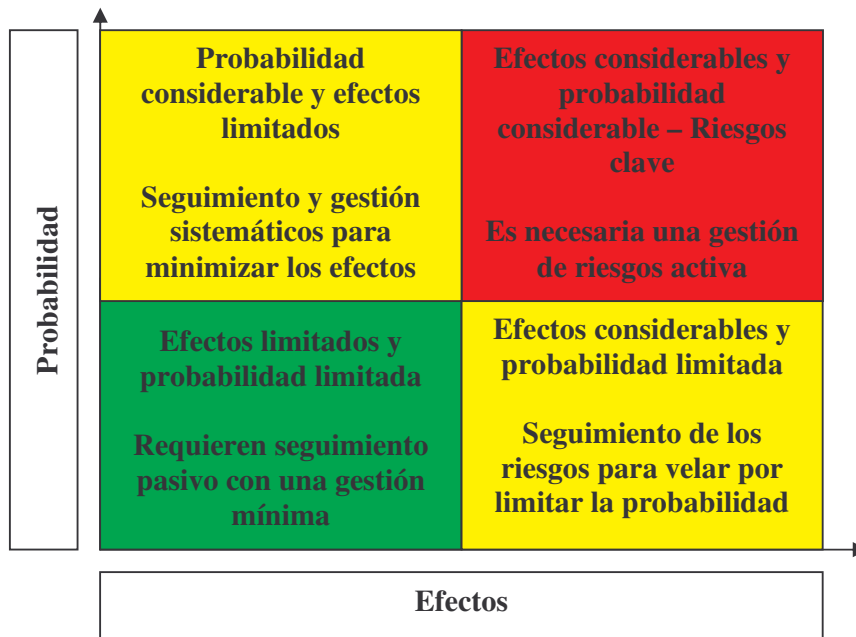 Probabilidad
Probabilidad
considerable y efectos
limitados
Seguimiento y gestión
sistemáticos para
minimizar los efectos
Efectos considerables y
probabilidad
considerable – Riesgos
clave
Es necesaria una gestión
de riesgos activa
Efectos limitados y
probabilidad limitada
Requieren seguimiento
pasivo con una gestión
mínima
Efectos considerables y
probabilidad limitada
Seguimiento de los
riesgos para velar por
limitar la probabilidad
Efectos